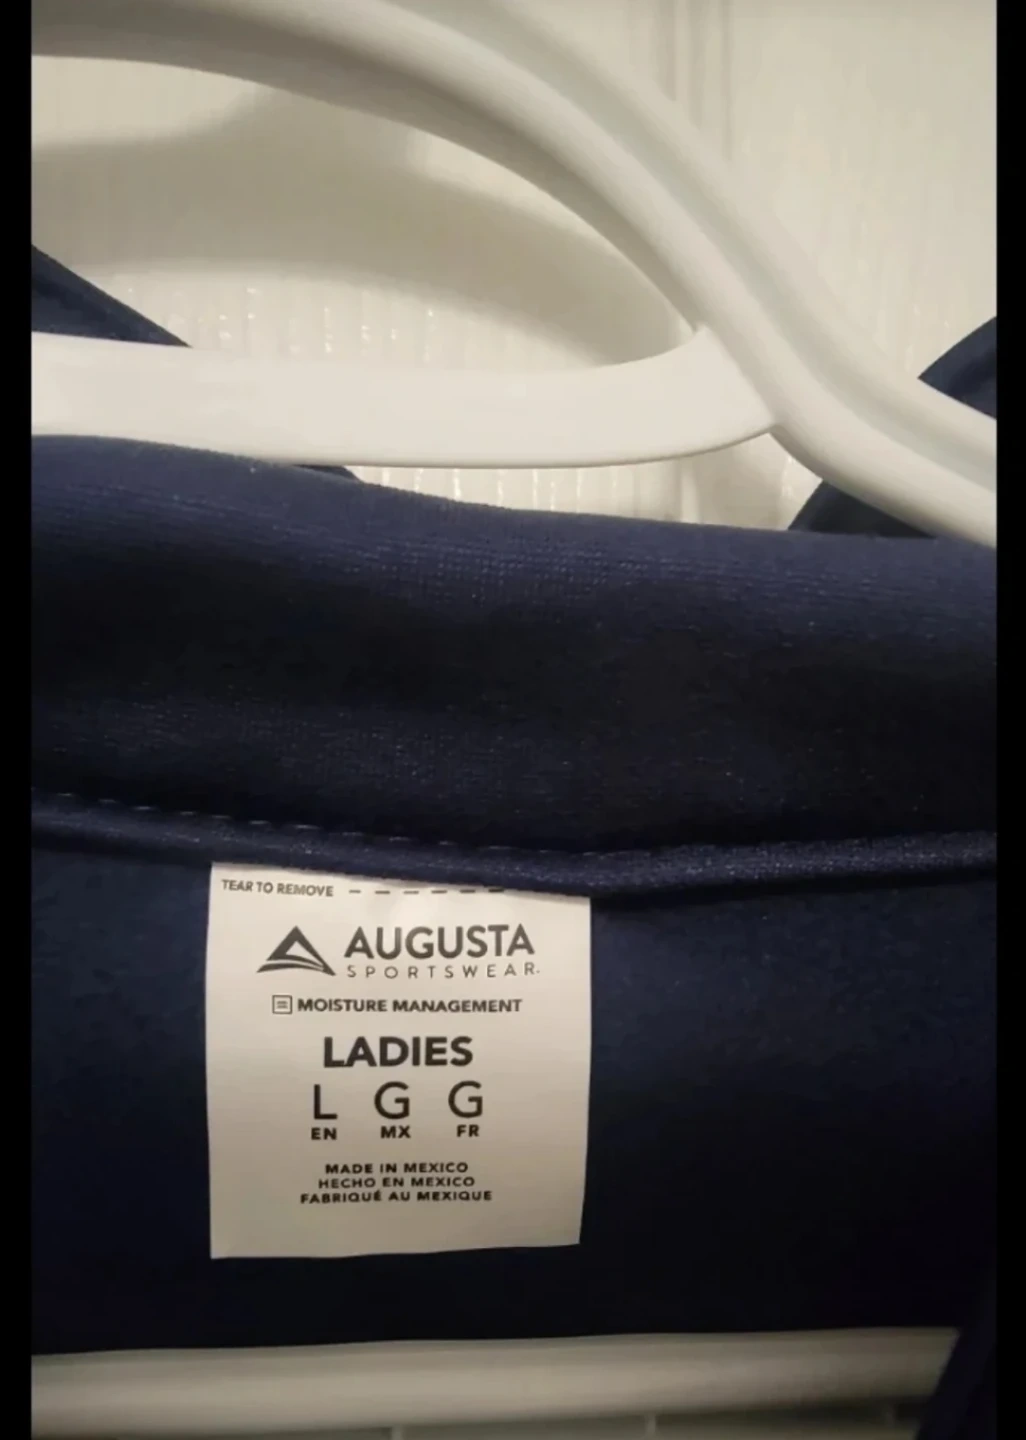 TEAR TO REMOVE
AUGUSTA
SPORTSWEAR.
MOISTURE MANAGEMENT
LADIES
L G G
EN MX FR
MADE IN MEXICO
HECHO EN MEXICO
FABRIQUÉ AU MEXIQUE